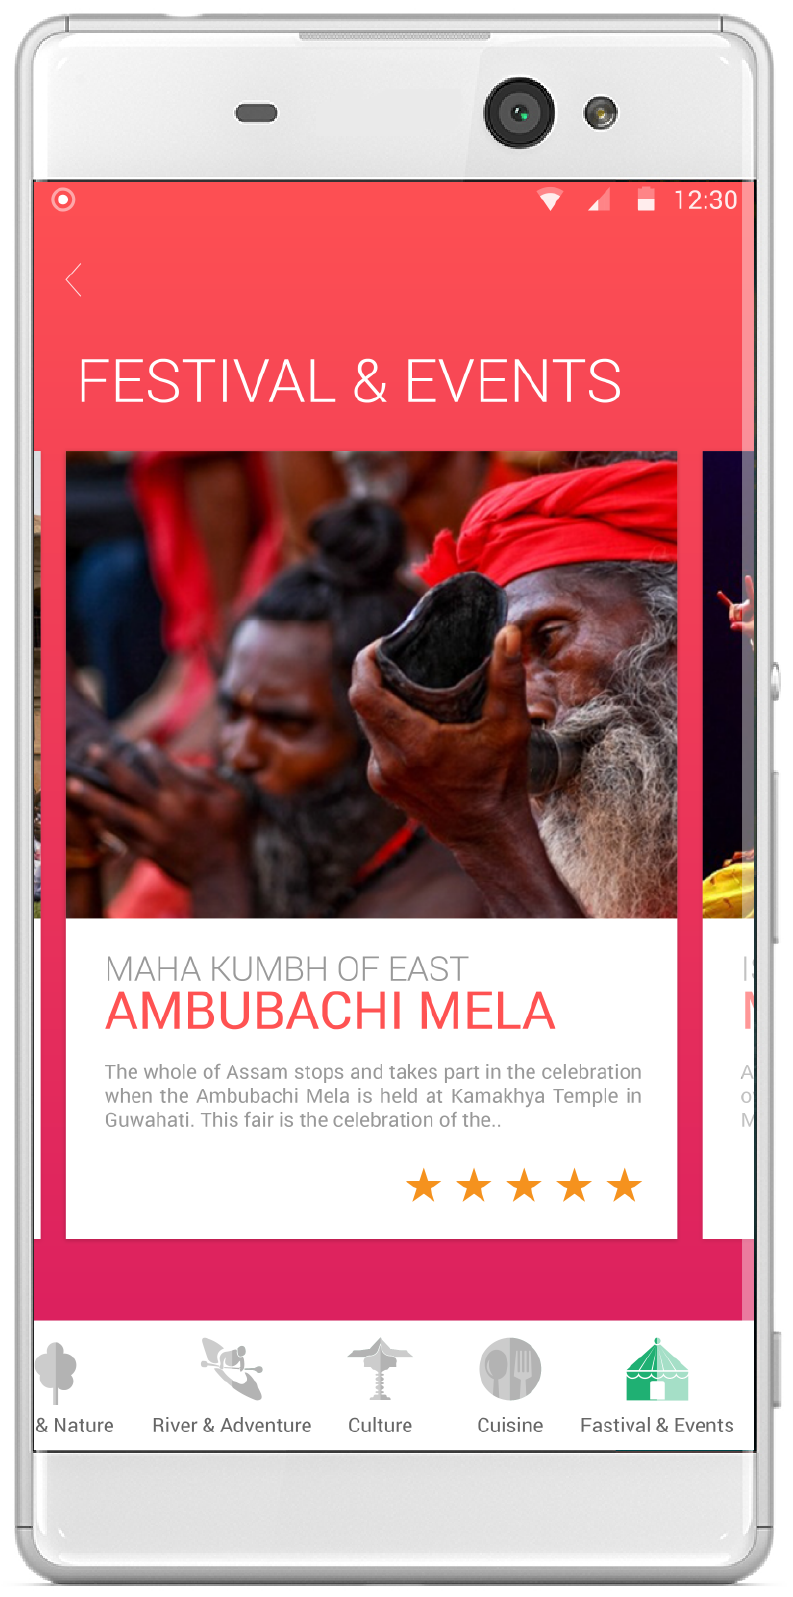 12:30
FESTIVAL & EVENTS
MAHA KUMBH OF EAST
AMBUBACHI MELA
The whole of Assam stops and takes part in the celebration
when the Ambubachi Mela is held at Kamakhya Temple in
Guwahati. This fair is the celebration of the..
& Nature
River & Adventure
Culture
Cuisine
Fastival & Events